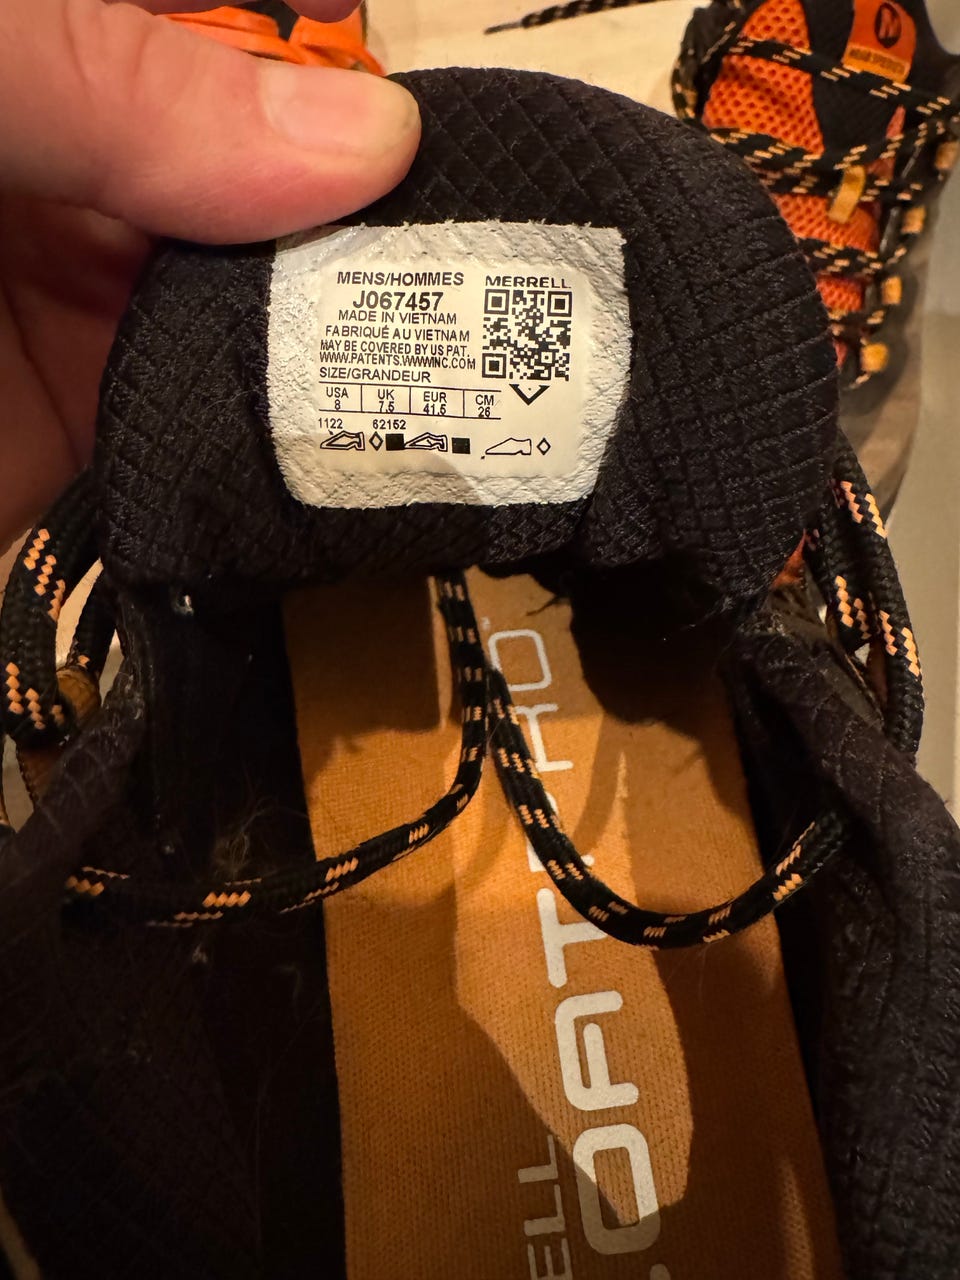 MENS/HOMMES
J067457
MADE IN VIETNAM
FABRIQUÉ AU VIETNAM
MAY BE COVERED BY US PAT.
WWW.PATENTS.WWWINC.COM
SIZE/GRANDEUR
USA UK EUR CM
8 7.5 41.5 26
1122 62152
MERRELL
ELL